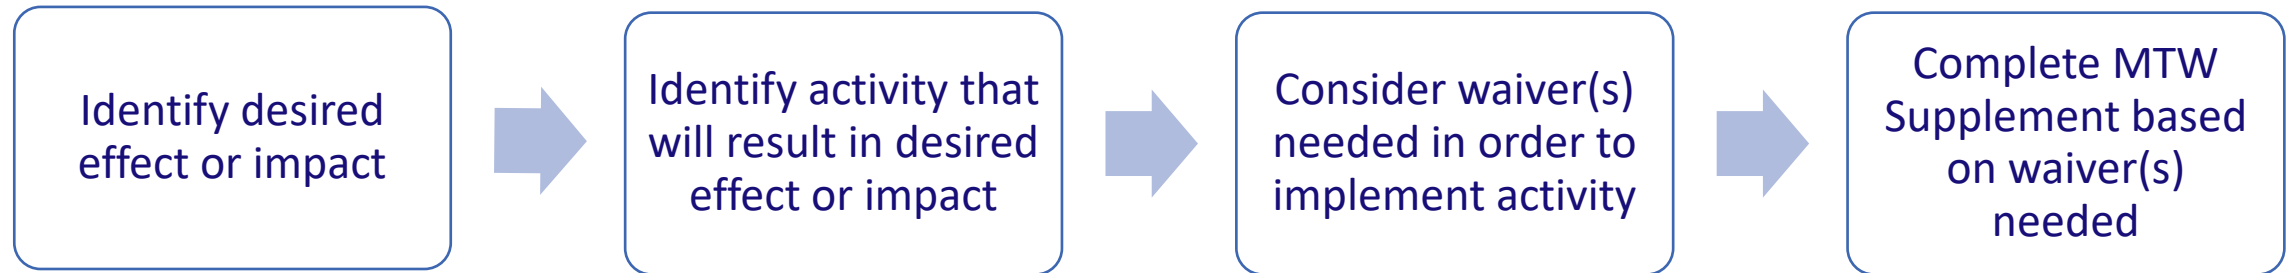 Identify desired
effect or impact
Identify activity that
will result in desired
effect or impact
Consider waiver(s)
needed in order to
implement activity
Complete MTW
Supplement based
on waiver(s)
needed